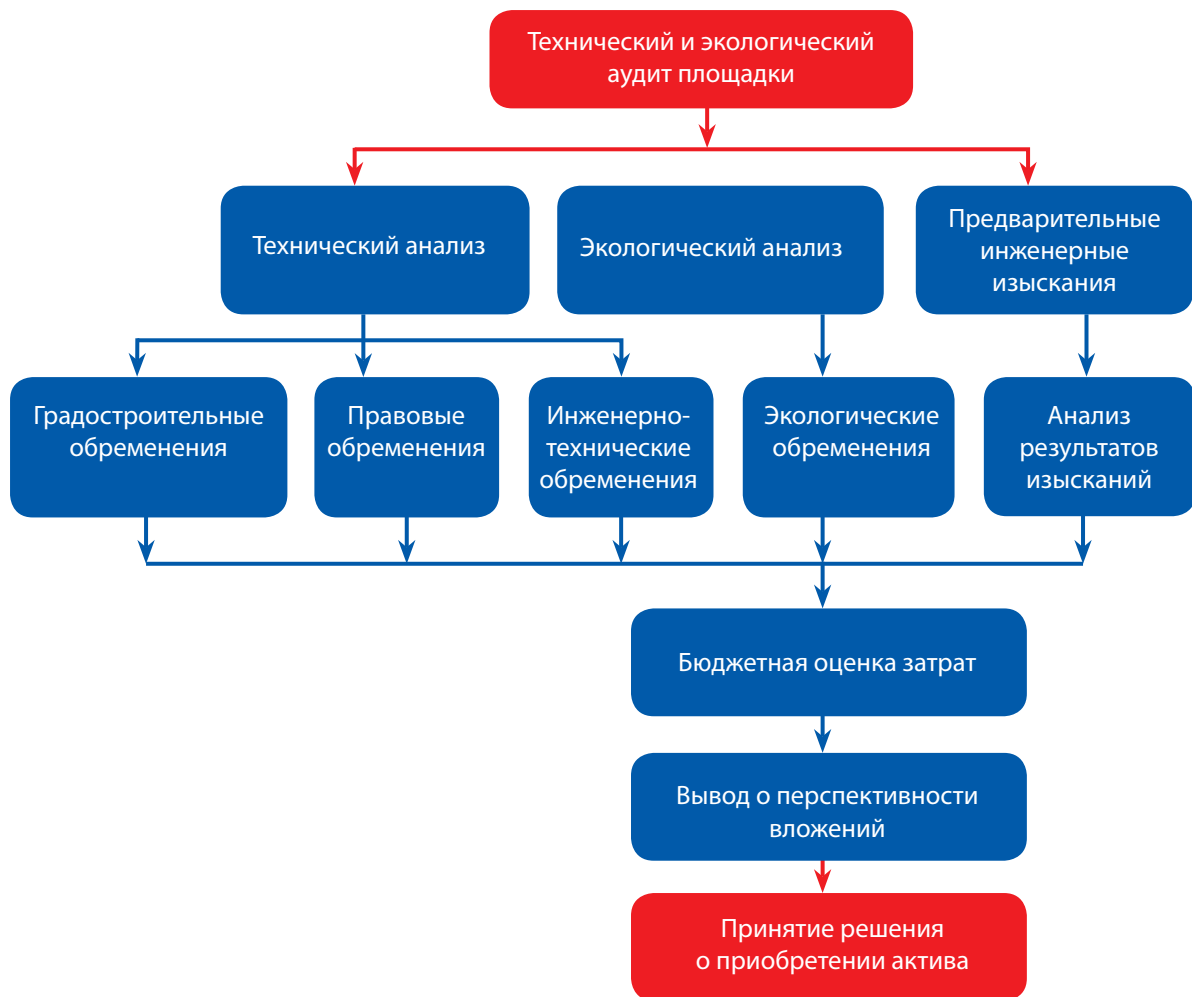 Технический и экологический
аудит площадки
Технический анализ
Экологический анализ
Предварительные
инженерные
изыскания
Градостроительные
обременения
Правовые
обременения
Инженерно-
технические
обременения
Экологические
обременения
Анализ
результатов
изысканий
Бюджетная оценка затрат
Вывод о перспективности
вложений
Принятие решения
о приобретении актива